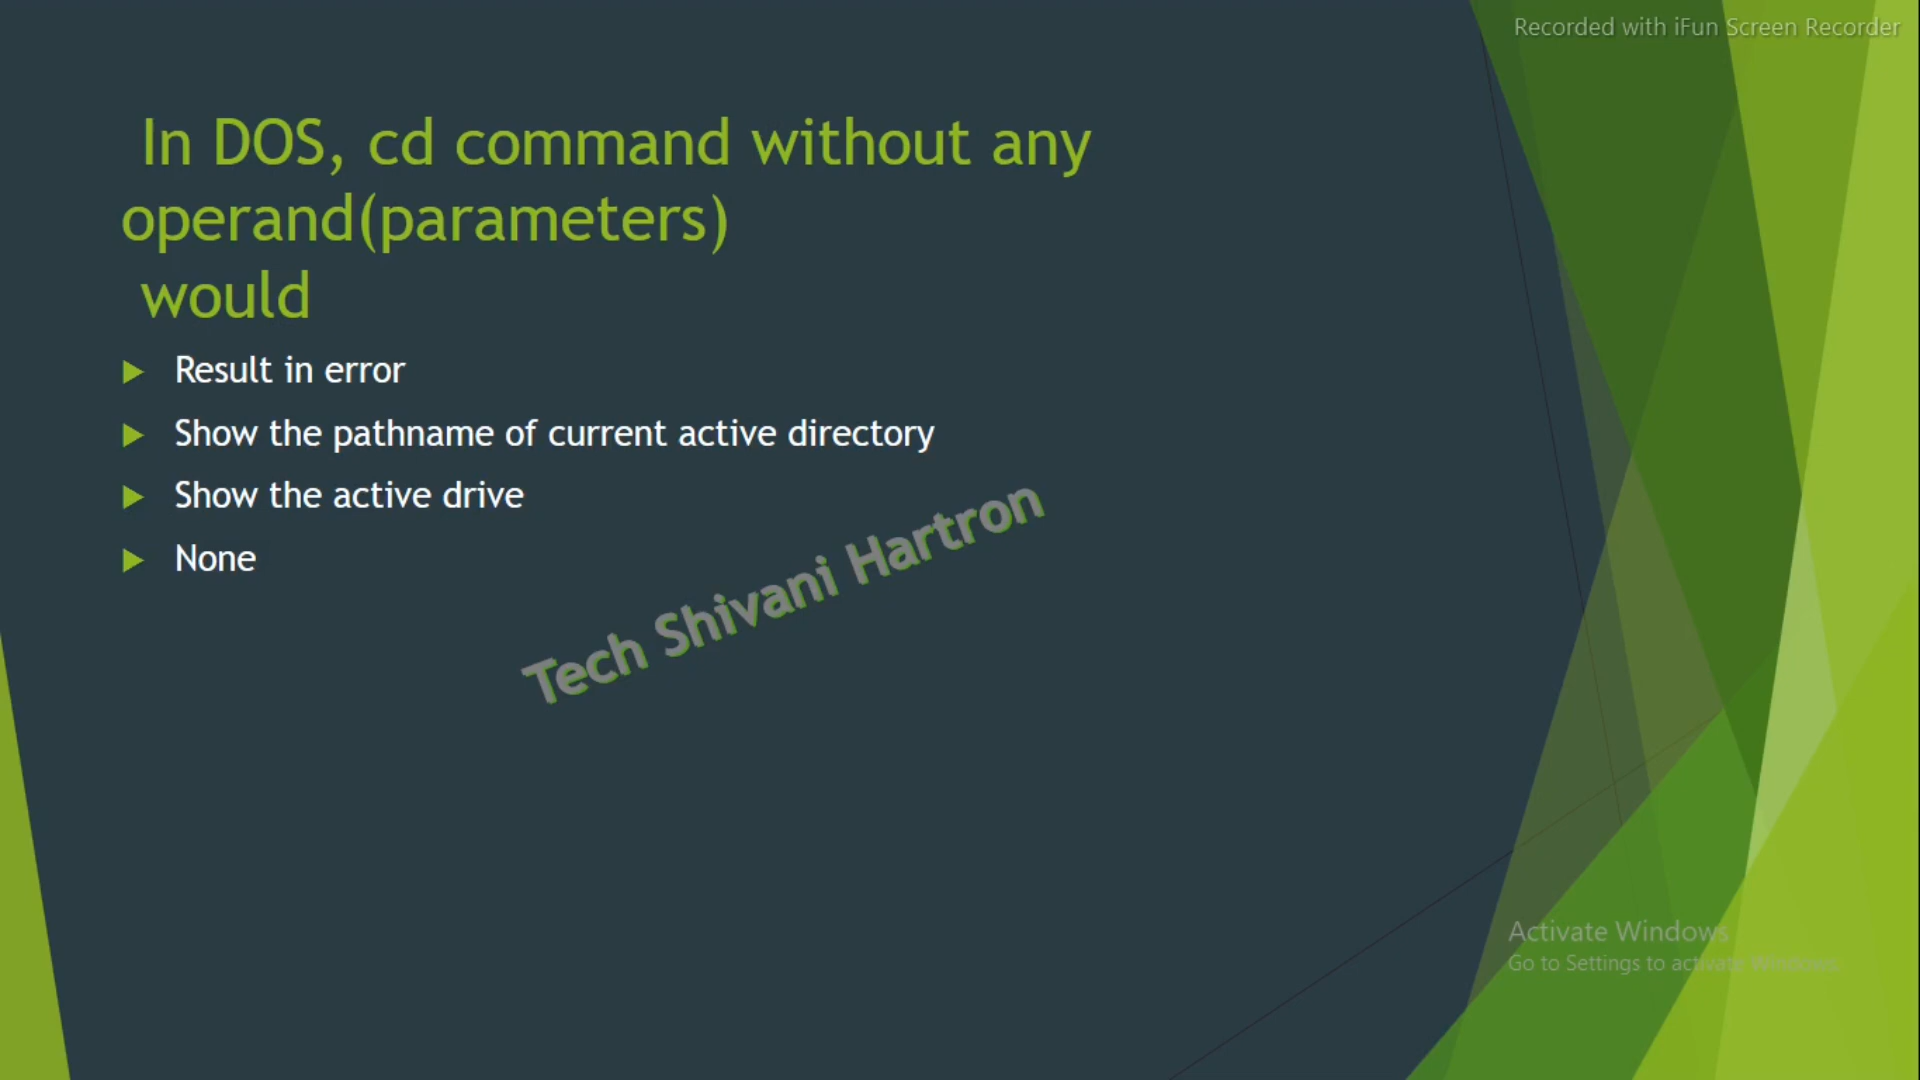 Recorded with iFun Screen Recorder
In DOS, cd command without any
operand(parameters)
would
Result in error
Show the pathname of current active directory
Show the active drive
None
Tech Shivani Hartron
Activate Windows
Go to Settings to activate Windows.